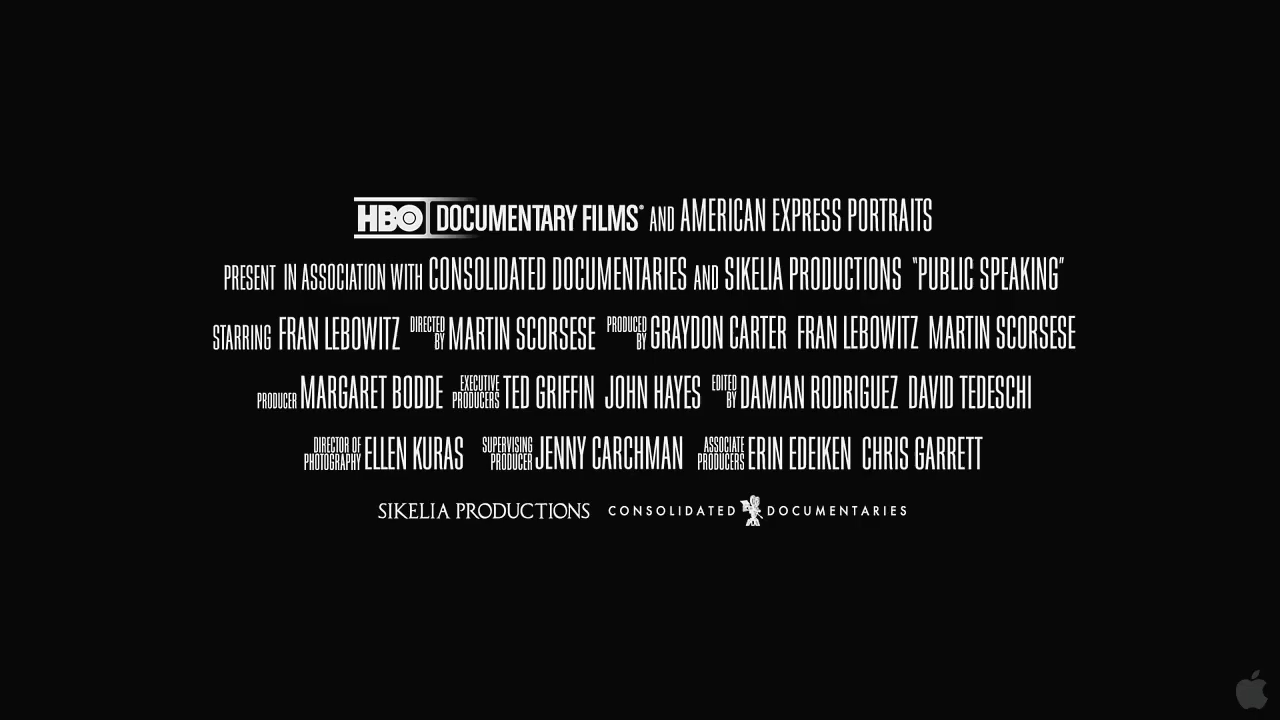 HBO DOCUMENTARY FILMS® AND AMERICAN EXPRESS PORTRAITS
PRESENT IN ASSOCIATION WITH CONSOLIDATED DOCUMENTARIES AND SIKELIA PRODUCTIONS "PUBLIC SPEAKING"
STARRING FRAN LEBOWITZ DIRECTED BY MARTIN SCORSESE PRODUCED BY GRAYDON CARTER FRAN LEBOWITZ MARTIN SCORSESE
PRODUCER MARGARET BODDE EXECUTIVE PRODUCERS TED GRIFFIN JOHN HAYES EDITED BY DAMIAN RODRIGUEZ DAVID TEDESCHI
DIRECTOR OF PHOTOGRAPHY ELLEN KURAS SUPERVISING PRODUCER JENNY CARCHMAN ASSOCIATE PRODUCERS ERIN EDEIKEN CHRIS GARRETT
SIKELIA PRODUCTIONS CONSOLIDATED DOCUMENTARIES